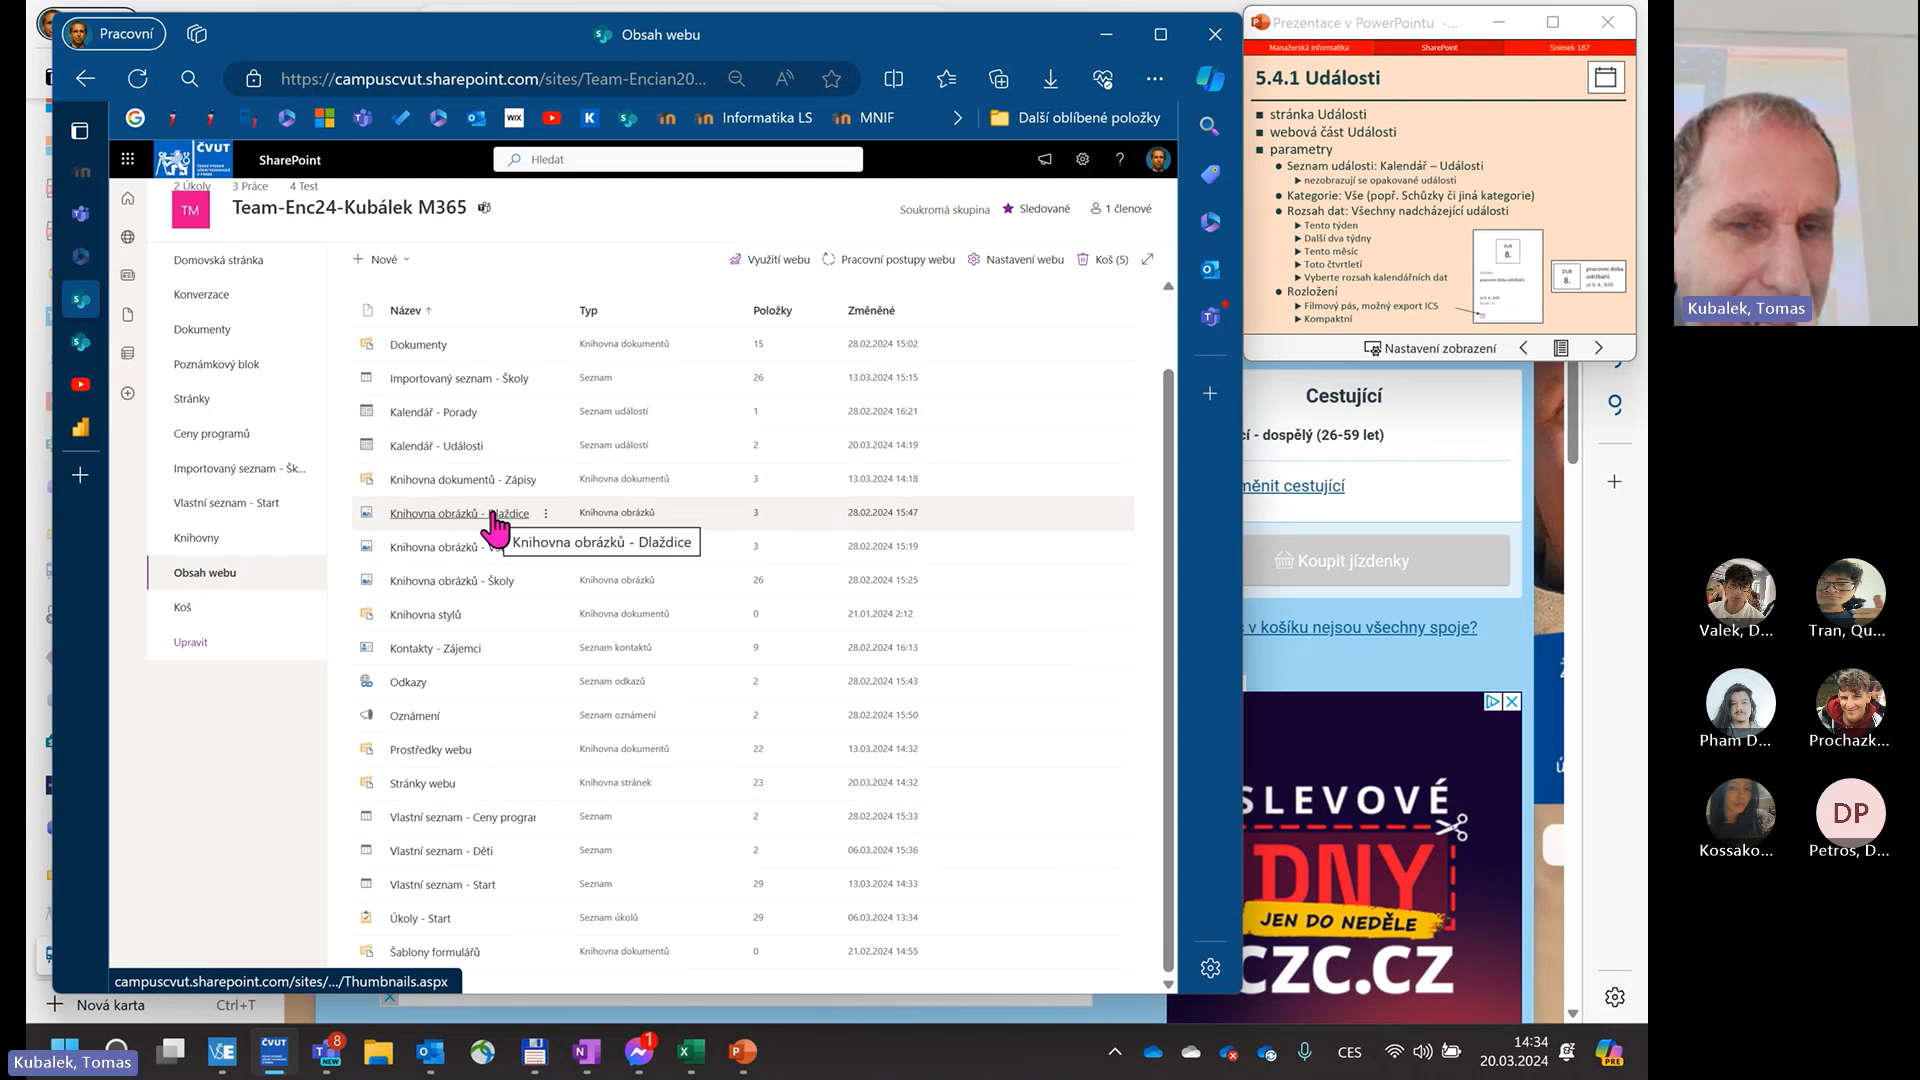 Pracovní
Obsah webu
https://campuscvut.sharepoint.com/sites/Team-Encian20...
WIX
Informatika LS
MNIF
Další oblíbené položky
ČVUT
SharePoint
Hledat
2 Úkoly
3 Práce
4 Test
TM
Team-Enc24-Kubálek M365
Soukromá skupina
Sledované
1 členové
Domovská stránka
Konverzace
Dokumenty
Poznámkový blok
Stránky
Ceny programů
Importovaný seznam - Šk...
Vlastní seznam - Start
Knihovny
Obsah webu
Koš
Upravit
Nové
Využití webu
Pracovní postupy webu
Nastavení webu
Koš (5)
Název ↑ Typ Položky Změněné
Dokumenty Knihovna dokumentů 15 28.02.2024 15:02
Importovaný seznam - Školy Seznam 26 13.03.2024 15:15
Kalendář - Porady Seznam událostí 1 28.02.2024 16:21
Kalendář - Události Seznam událostí 2 20.03.2024 14:19
Knihovna dokumentů - Zápisy Knihovna dokumentů 3 13.03.2024 14:18
Knihovna obrázků - Dlaždice Knihovna obrázků 3 28.02.2024 15:47
Knihovna obrázků - 3 28.02.2024 15:19
Knihovna obrázků - Dlaždice
Knihovna obrázků - Školy Knihovna obrázků 26 28.02.2024 15:25
Knihovna stylů Knihovna dokumentů 0 21.01.2024 2:12
Kontakty - Zájemci Seznam kontaktů 9 28.02.2024 16:13
Odkazy Seznam odkazů 2 28.02.2024 15:43
Oznámení Seznam oznámení 2 28.02.2024 15:50
Prostředky webu Knihovna dokumentů 22 13.03.2024 14:32
Stránky webu Knihovna stránek 23 20.03.2024 14:32
Vlastní seznam - Ceny prograr Seznam 2 28.02.2024 15:33
Vlastní seznam - Děti Seznam 2 06.03.2024 15:36
Vlastní seznam - Start Seznam 29 13.03.2024 14:33
Úkoly - Start Seznam úkolů 29 06.03.2024 13:34
Šablony formulářů Knihovna dokumentů 0 21.02.2024 14:55
campuscvut.sharepoint.com/sites/.../Thumbnails.aspx
Nová karta Ctrl+T
Prezentace v PowerPointu -...
Manažerská informatika SharePoint Snímek 187
5.4.1 Události
stránka Události
webová část Události
parametry
Seznam události: Kalendář – Události
nezobrazují se opakované události
Kategorie: Vše (popř. Schůzky či jiná kategorie)
Rozsah dat: Všechny nadcházející události
Tento týden
Další dva týdny
Tento měsíc
Toto čtvrtletí
Vyberte rozsah kalendářních dat
Rozložení
Filmový pás, možný export ICS
Kompaktní
DUB
8.
DUB
8.
Nastavení zobrazení
Cestující
cí - dospělý (26-59 let)
měnit cestující
Koupit jízdenky
v košíku nejsou všechny spoje?
SLEVOVÉ
DNY
JEN DO NEDĚLE
CZC.CZ
Kubalek, Tomas
Valek, D...
Tran, Qu...
Pham D...
Prochazk...
Kossako...
DP
Petros, D...
Kubalek, Tomas
VŠE
ČVUT
8
NEW
1
CES
14:34
20.03.2024
PRE